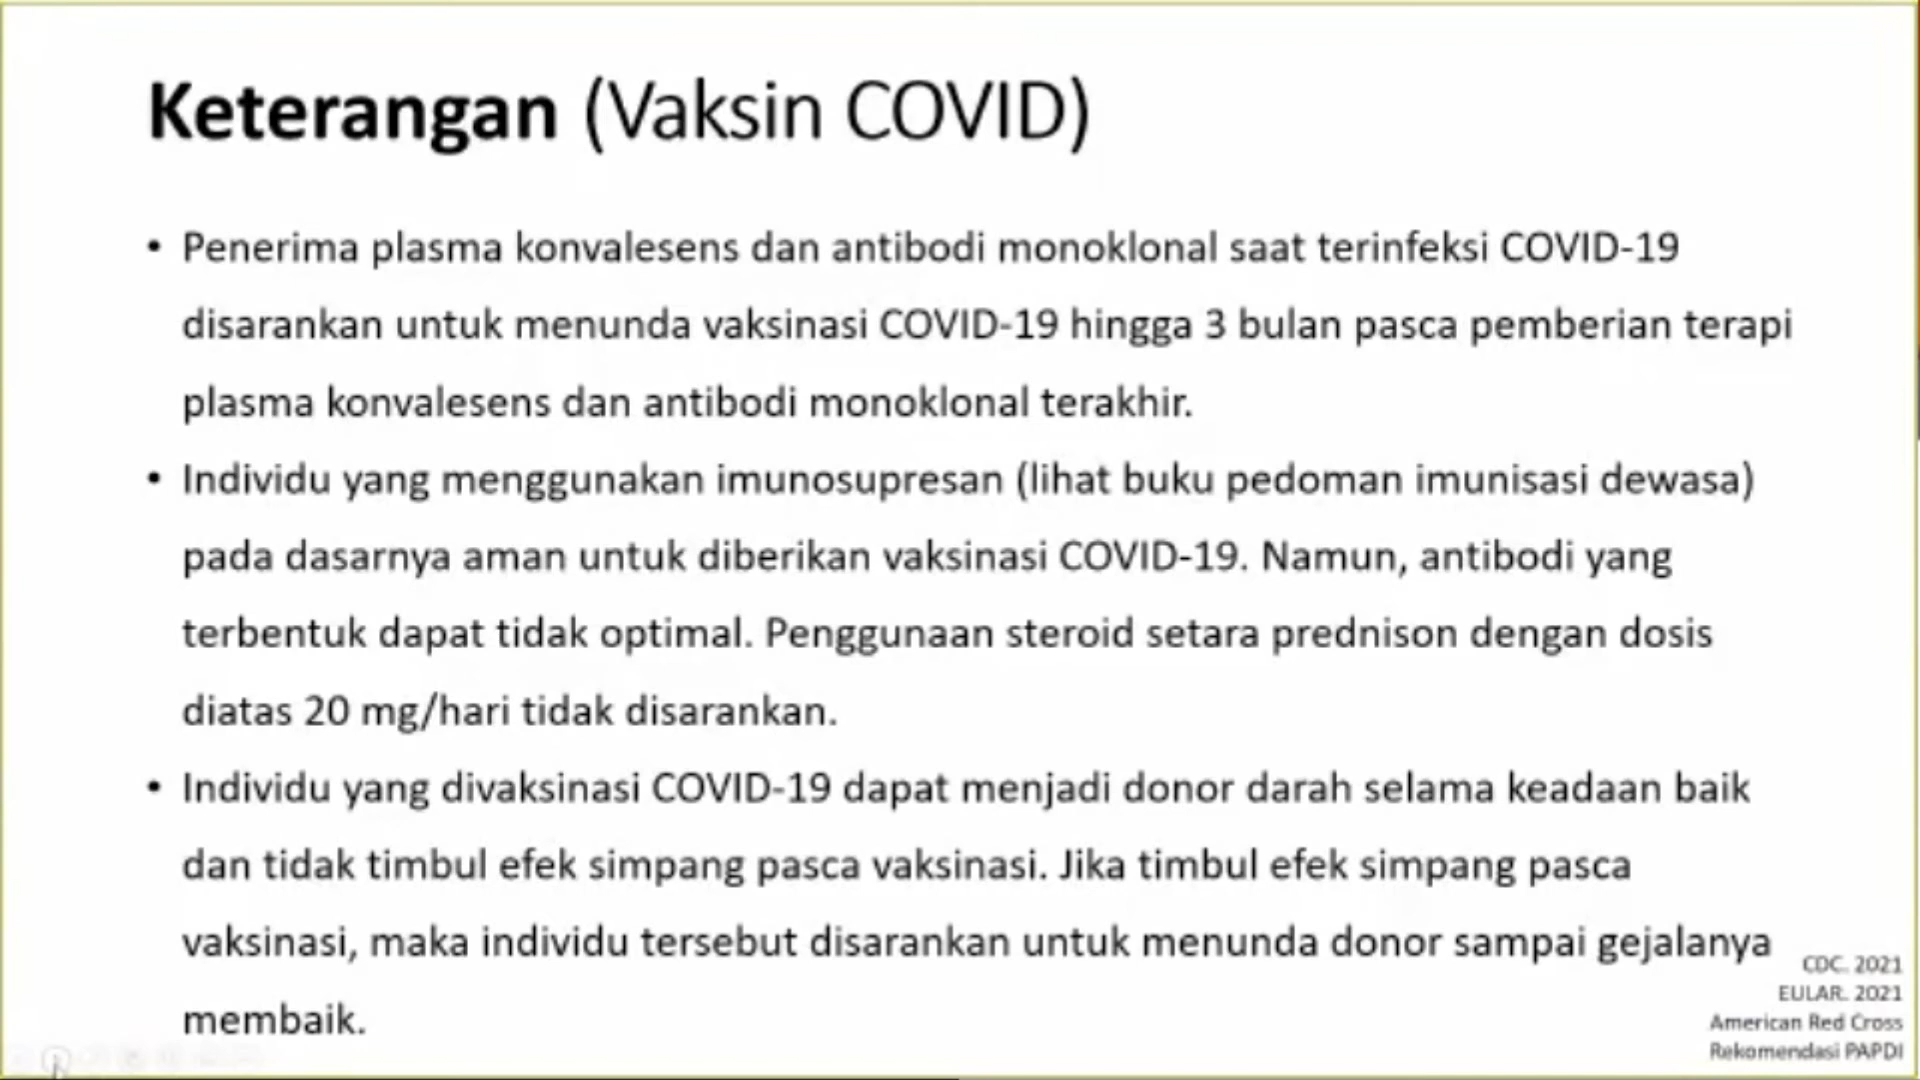 Keterangan (Vaksin COVID)
• Penerima plasma konvalesens dan antibodi monoklonal saat terinfeksi COVID-19
disarankan untuk menunda vaksinasi COVID-19 hingga 3 bulan pasca pemberian terapi
plasma konvalesens dan antibodi monoklonal terakhir.
• Individu yang menggunakan imunosupresan (lihat buku pedoman imunisasi dewasa)
pada dasarnya aman untuk diberikan vaksinasi COVID-19. Namun, antibodi yang
terbentuk dapat tidak optimal. Penggunaan steroid setara prednison dengan dosis
diatas 20 mg/hari tidak disarankan.
• Individu yang divaksinasi COVID-19 dapat menjadi donor darah selama keadaan baik
dan tidak timbul efek simpang pasca vaksinasi. Jika timbul efek simpang pasca
vaksinasi, maka individu tersebut disarankan untuk menunda donor sampai gejalanya
membaik.
CDC. 2021
EULAR. 2021
American Red Cross
Rekomendasi PAPDI